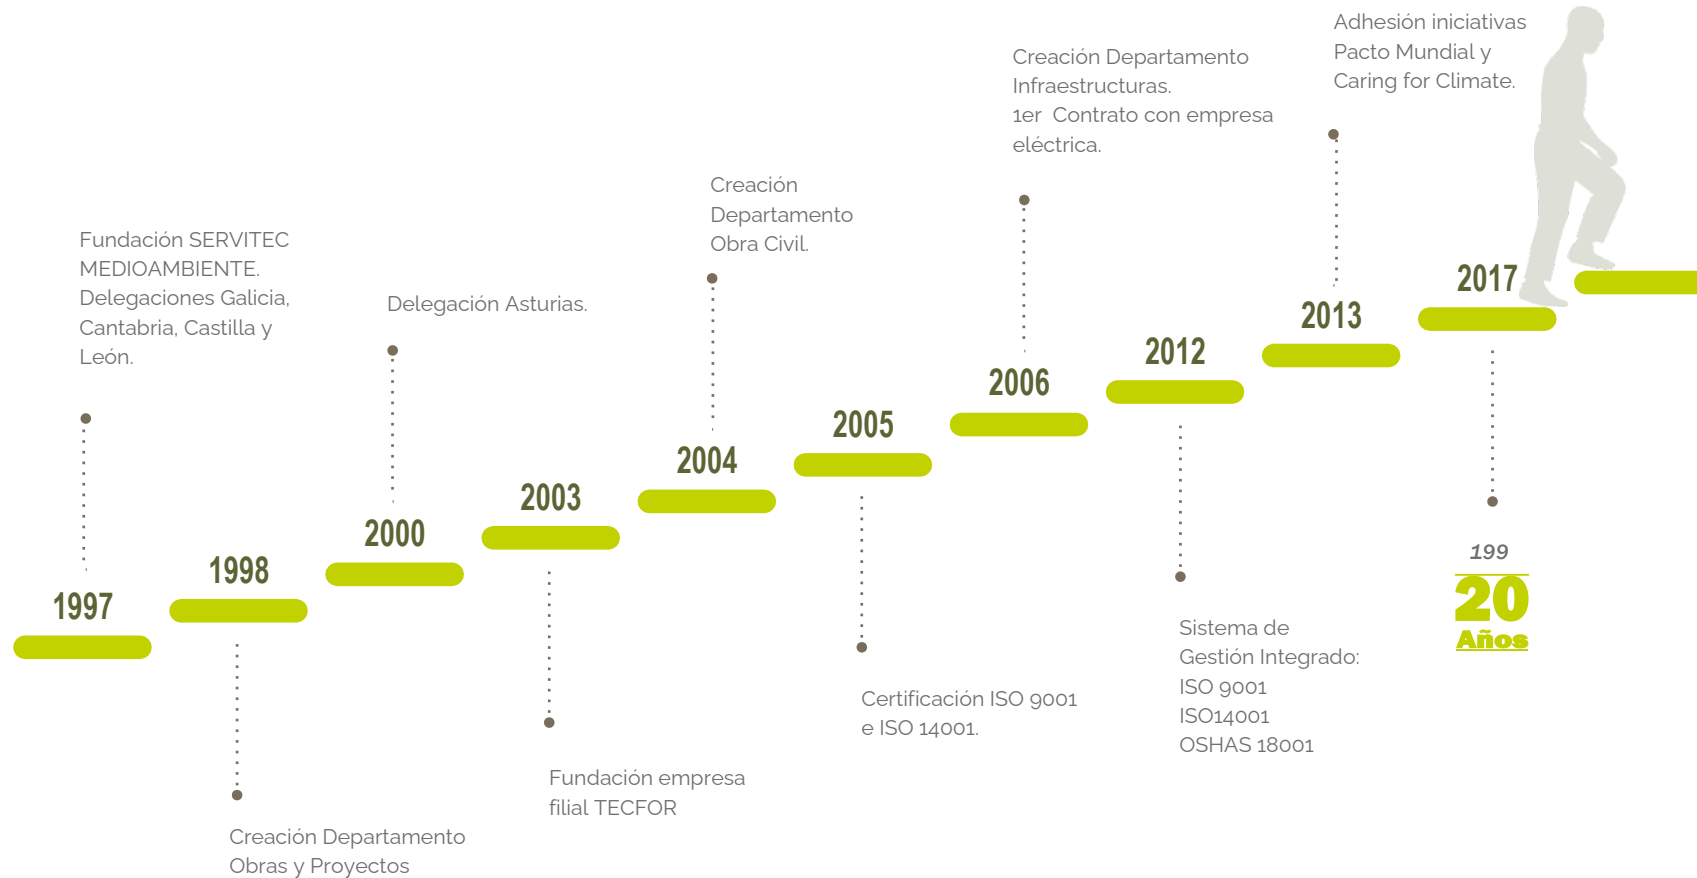 1997
Fundación SERVITEC
MEDIOAMBIENTE.
Delegaciones Galicia,
Cantabria, Castilla y
León.
1998
Creación Departamento
Obras y Proyectos
2000
Delegación Asturias.
2003
Fundación empresa
filial TECFOR
2004
Creación
Departamento
Obra Civil.
2005
Certificación ISO 9001
e ISO 14001.
2006
Creación Departamento
Infraestructuras.
1er  Contrato con empresa
eléctrica.
2012
Sistema de
Gestión Integrado:
ISO 9001
ISO14001
OSHAS 18001
2013
Adhesión iniciativas
Pacto Mundial y
Caring for Climate.
2017
199
20
Años